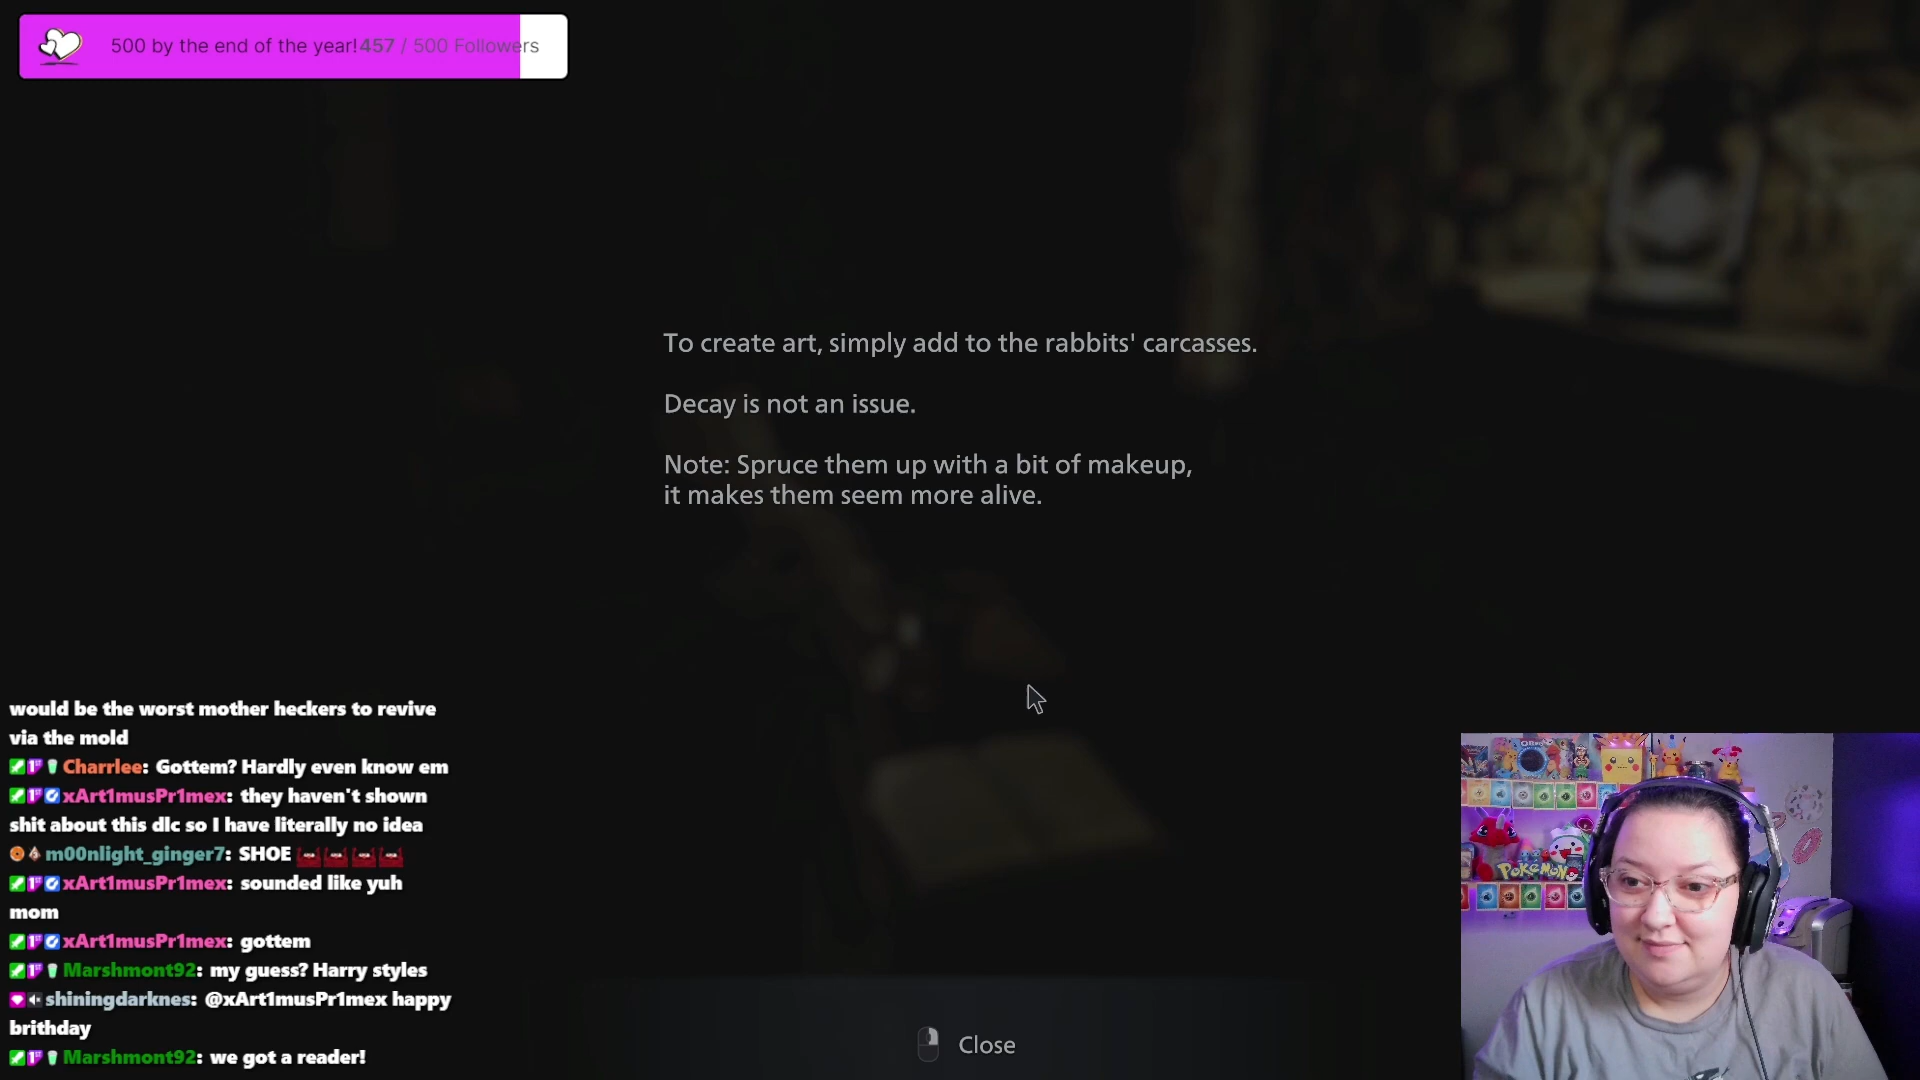 500 by the end of the year!457 / 500 Followers
To create art, simply add to the rabbits' carcasses.
Decay is not an issue.
Note: Spruce them up with a bit of makeup,
it makes them seem more alive.
would be the worst mother heckers to revive
via the mold
Charrlee: Gottem? Hardly even know em
xArt1musPr1mex: they haven't shown
shit about this dlc so I have literally no idea
m00nlight_ginger7: SHOE
xArt1musPr1mex: sounded like yuh
mom
xArt1musPr1mex: gottem
Marshmont92: my guess? Harry styles
shiningdarknes: @xArt1musPr1mex happy
brithday
Marshmont92: we got a reader!
Close
POKéMON